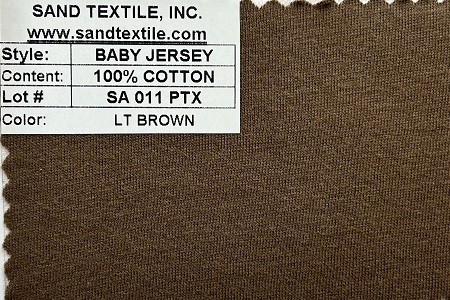 SAND TEXTILE, INC.
www.sandtextile.com
Style: BABY JERSEY
Content: 100% COTTON
Lot # SA 011 PTX
Color: LT BROWN